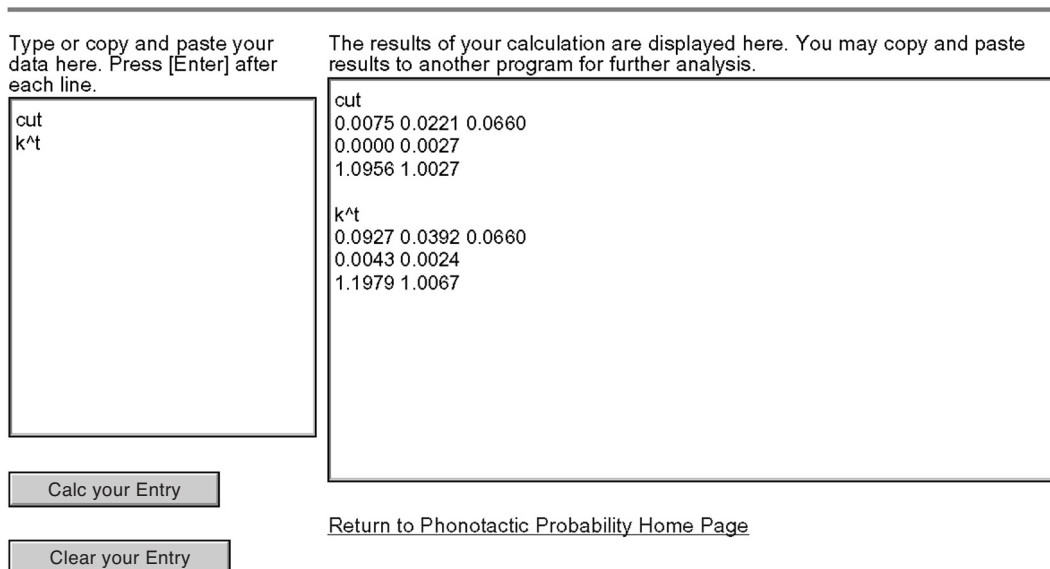 Type or copy and paste your
data here. Press [Enter] after
each line.
cut
k^t
Calc your Entry
Clear your Entry
The results of your calculation are displayed here. You may copy and paste
results to another program for further analysis.
cut
0.0075 0.0221 0.0660
0.0000 0.0027
1.0956 1.0027
k^t
0.0927 0.0392 0.0660
0.0043 0.0024
1.1979 1.0067
Return to Phonotactic Probability Home Page